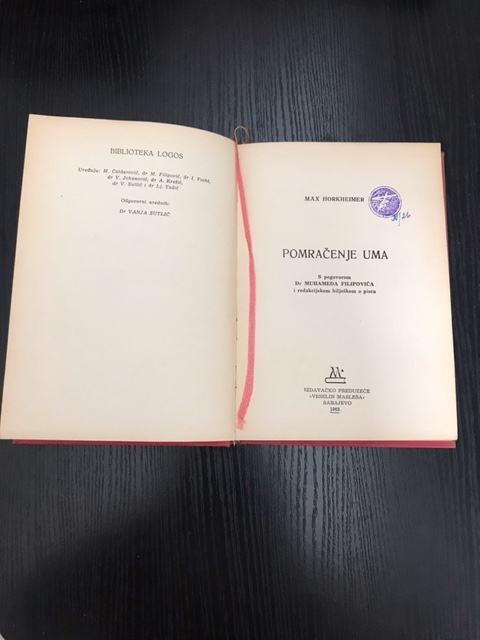 BIBLIOTEKA LOGOS
Uređuju: M. Čaldarović, dr M. Filipović, dr I. Focht,
dr V. Jokanović, dr A. Krešić,
dr V. Sutlić i dr Lj. Tadić
Odgovorni urednik:
Dr VANJA SUTLIĆ
MAX HORKHEIMER
POMRAČENJE UMA
S pogovorom
Dr MUHAMEDA FILIPOVIĆA
i redakcijskom bilješkom o piscu
IZDAVAČKO PREDUZEĆE
»VESELIN MASLEŠA«
SARAJEVO
1963.